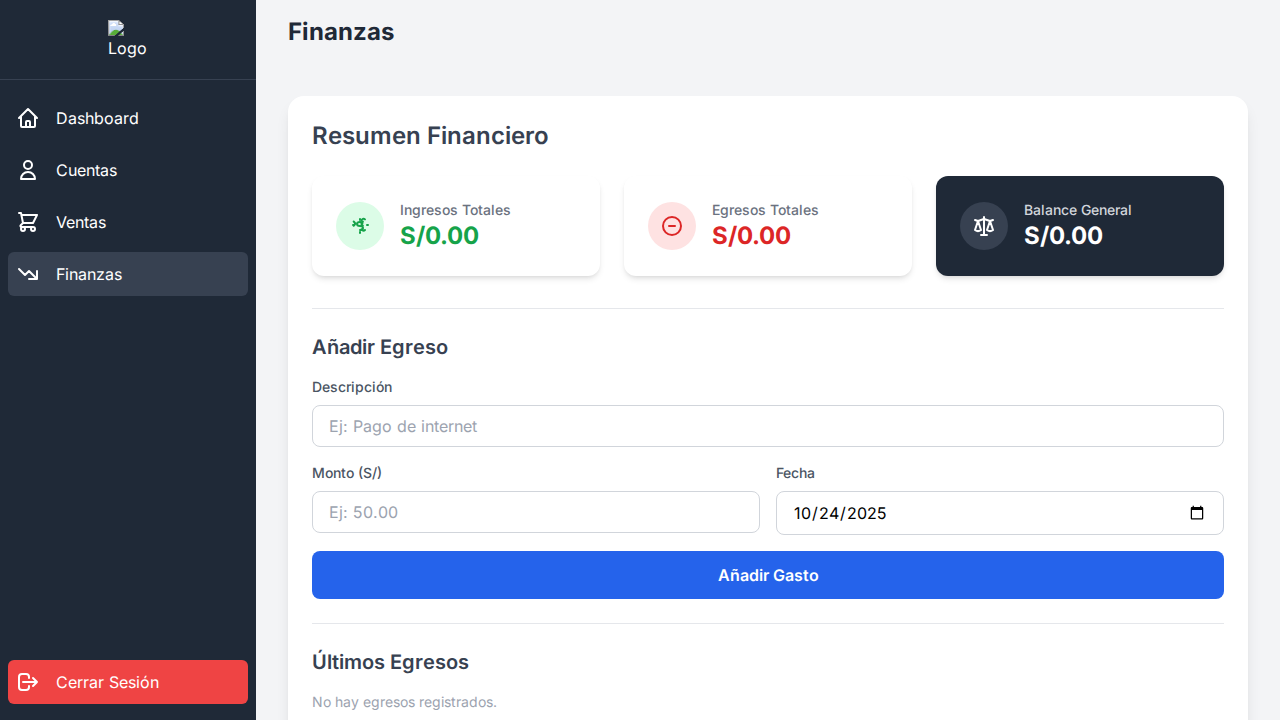 Logo
Dashboard
Cuentas
Ventas
Finanzas
Cerrar Sesión
Finanzas
Resumen Financiero
Ingresos Totales
S/0.00
Egresos Totales
S/0.00
Balance General
S/0.00
Añadir Egreso
Descripción
Ej: Pago de internet
Monto (S/)
Fecha
Ej: 50.00
10/24/2025
Añadir Gasto
Últimos Egresos
No hay egresos registrados.